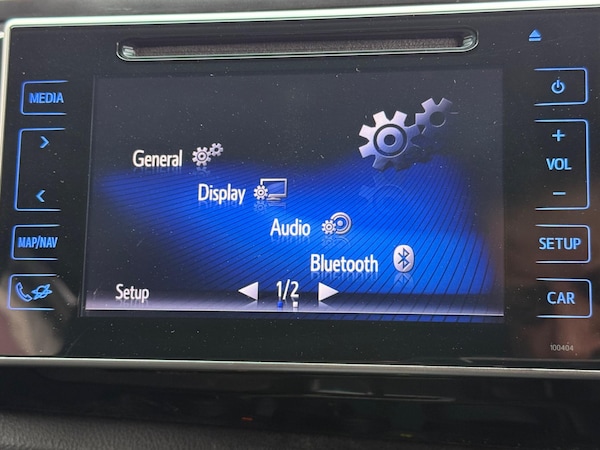 MEDIA
General
+
Display
VOL
Audio
−
MAP/NAV
SETUP
Bluetooth
Setup
1/2
CAR
100404